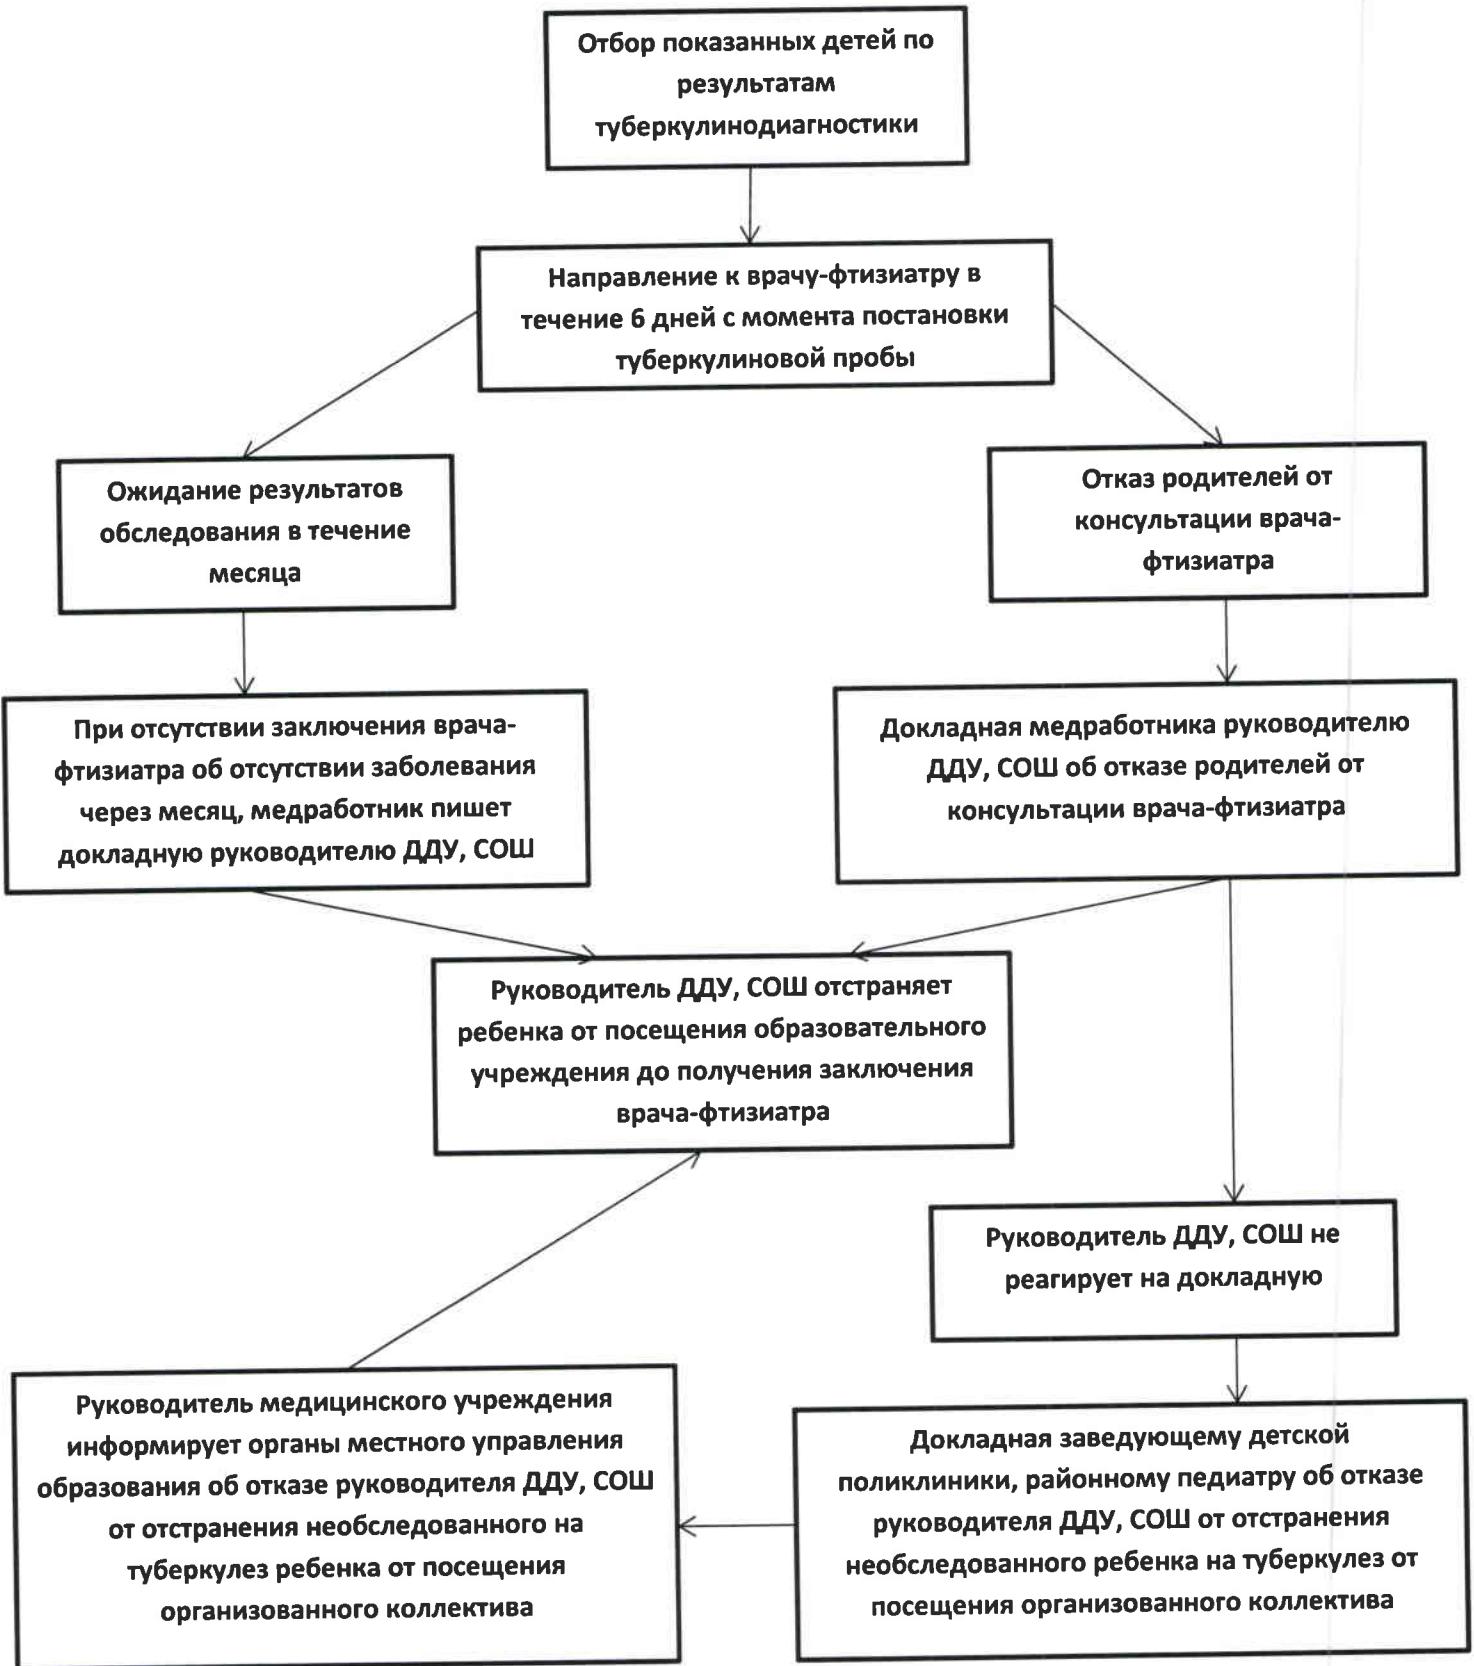 Отбор показанных детей по
результатам
туберкулинодиагностики
Направление к врачу-фтизиатру в
течение 6 дней с момента постановки
туберкулиновой пробы
Ожидание результатов
обследования в течение
месяца
Отказ родителей от
консультации врача-
фтизиатра
При отсутствии заключения врача-
фтизиатра об отсутствии заболевания
через месяц, медработник пишет
докладную руководителю ДДУ, СОШ
Докладная медработника руководителю
ДДУ, СОШ об отказе родителей от
консультации врача-фтизиатра
Руководитель ДДУ, СОШ отстраняет
ребенка от посещения образовательного
учреждения до получения заключения
врача-фтизиатра
Руководитель ДДУ, СОШ не
реагирует на докладную
Руководитель медицинского учреждения
информирует органы местного управления
образования об отказе руководителя ДДУ, СОШ
от отстранения необследованного на
туберкулез ребенка от посещения
организованного коллектива
Докладная заведующему детской
поликлиники, районному педиатру об отказе
руководителя ДДУ, СОШ от отстранения
необследованного ребенка на туберкулез от
посещения организованного коллектива